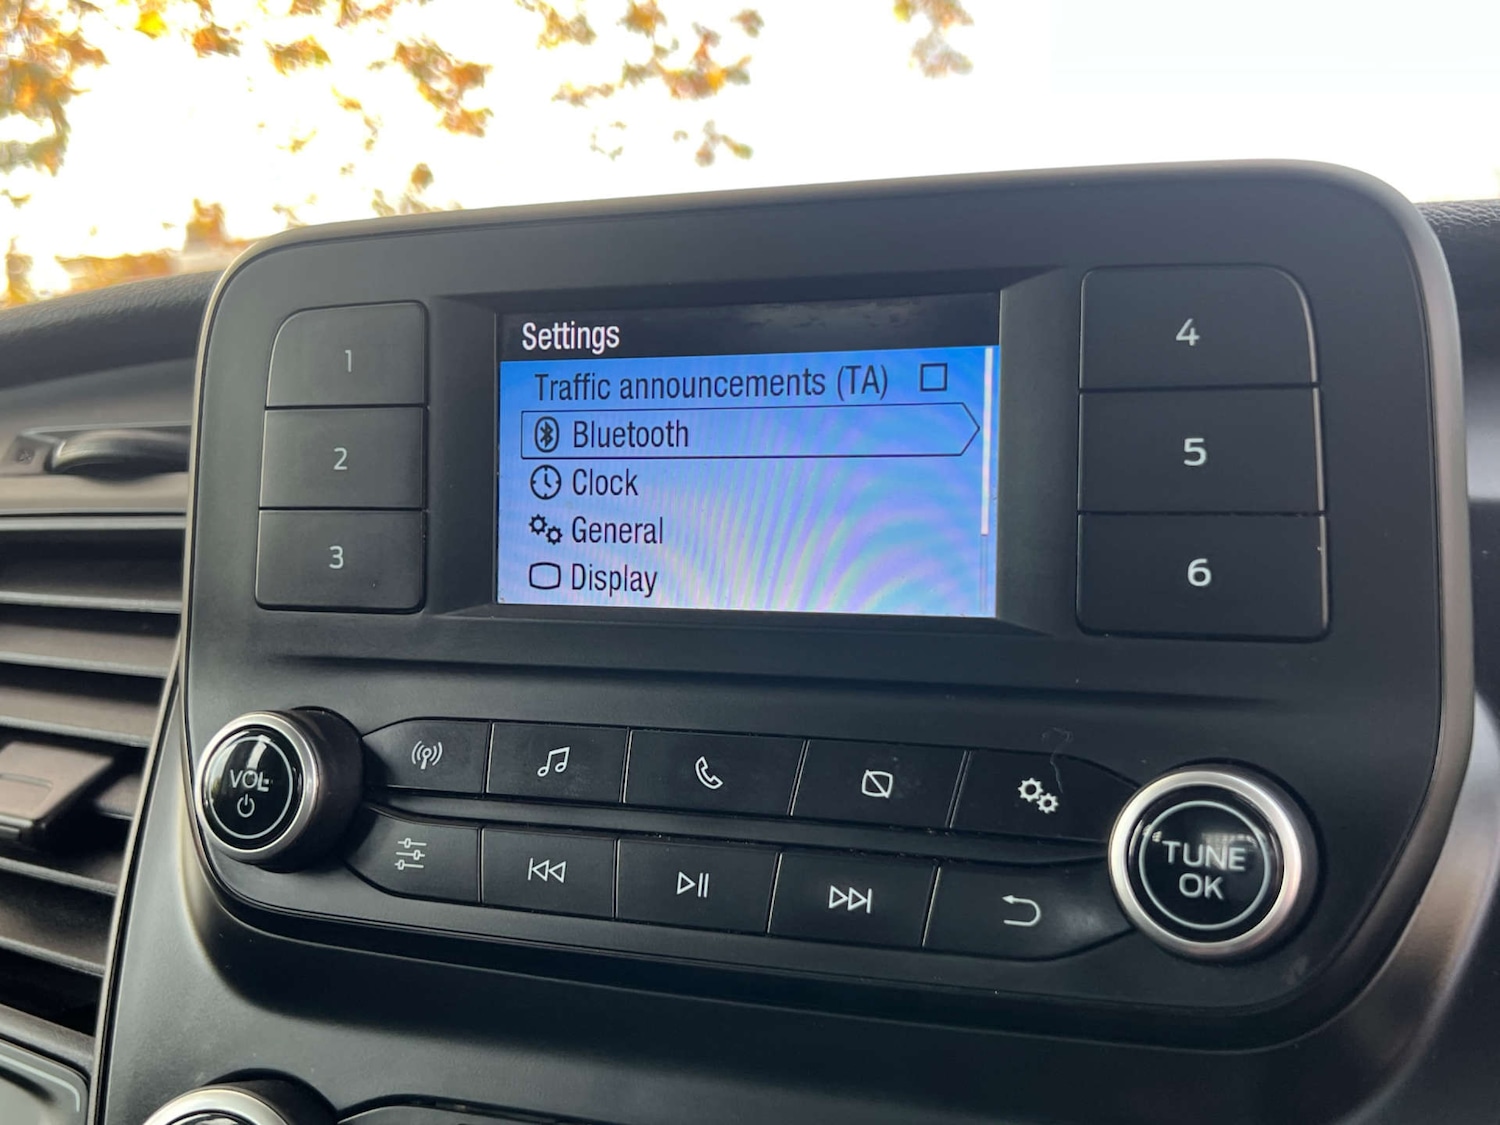 Settings
Traffic announcements (TA)
Bluetooth
Clock
General
Display
1
2
3
4
5
6
VOL
TUNE
OK